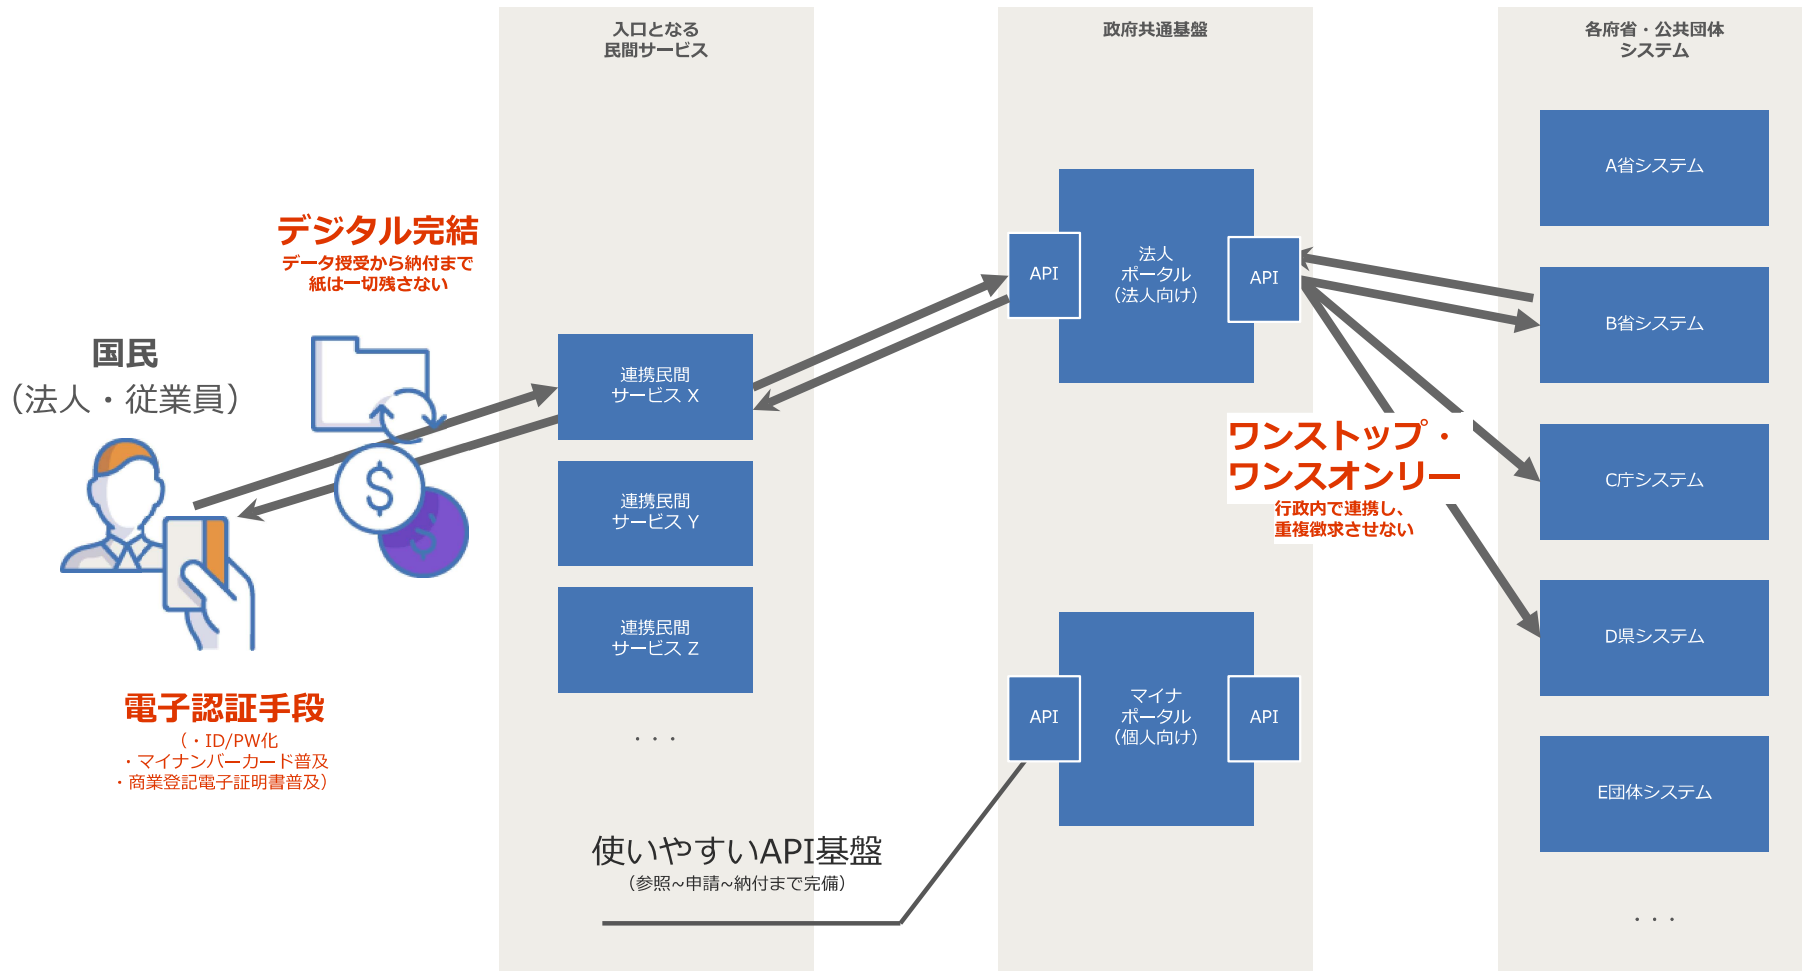 入口となる
民間サービス
政府共通基盤
各府省・公共団体
システム
デジタル完結
データ授受から納付まで
紙は一切残さない
国民
（法人・従業員）
電子認証手段
（・ID/PW化
・マイナンバーカード普及
・商業登記電子証明書普及）
連携民間
サービス X
連携民間
サービス Y
連携民間
サービス Z
・・・
使いやすいAPI基盤
（参照~申請~納付まで完備）
API
法人
ポータル
（法人向け）
API
API
マイナ
ポータル
（個人向け）
API
ワンストップ・
ワンスオンリー
行政内で連携し、
重複徴求させない
A省システム
B省システム
C庁システム
D県システム
E団体システム
・・・